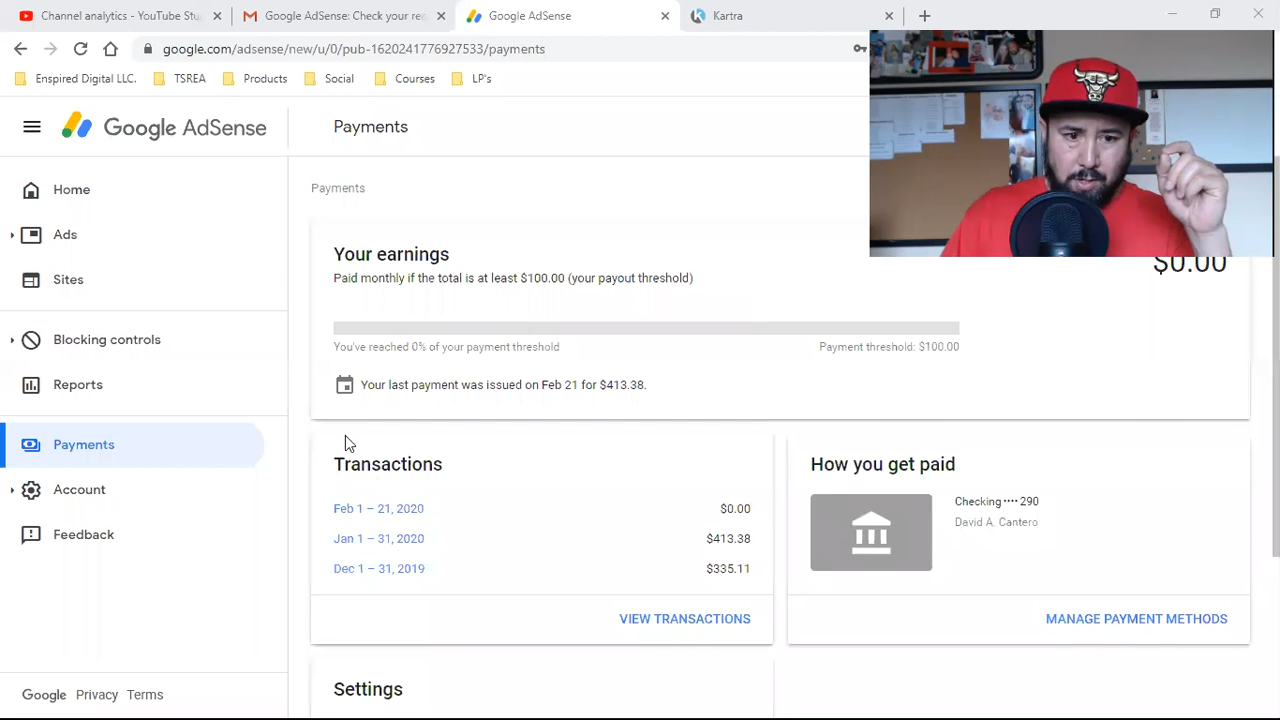 Channel analytics - YouTube Stu
Google AdSense: Check your rea
Google AdSense
Kartra
google.com/adsense/new/u/0/pub-1620241776927533/payments
Enspired Digital LLC.
TSREA
Products
Social
Courses
LP's
Google AdSense
Payments
Home
Ads
Sites
Blocking controls
Reports
Payments
Account
Feedback
Google Privacy Terms
Payments
Your earnings
$0.00
Paid monthly if the total is at least $100.00 (your payout threshold)
You've reached 0% of your payment threshold
Payment threshold: $100.00
Your last payment was issued on Feb 21 for $413.38.
Transactions
Feb 1 – 21, 2020 $0.00
Jan 1 – 31, 2020 $413.38
Dec 1 – 31, 2019 $335.11
VIEW TRANSACTIONS
How you get paid
Checking •••• 290
David A. Cantero
MANAGE PAYMENT METHODS
Settings